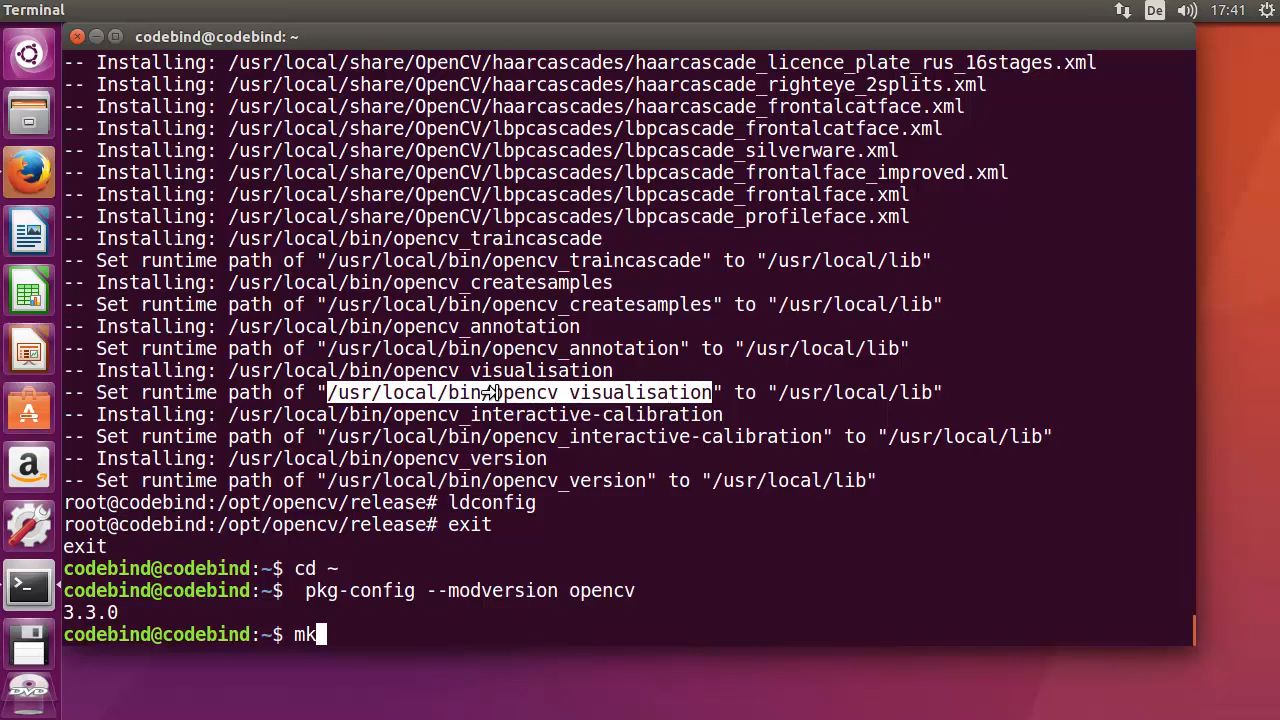 Terminal
De
17:41
codebind@codebind: ~
-- Installing: /usr/local/share/OpenCV/haarcascades/haarcascade_licence_plate_rus_16stages.xml
-- Installing: /usr/local/share/OpenCV/haarcascades/haarcascade_righteye_2splits.xml
-- Installing: /usr/local/share/OpenCV/haarcascades/haarcascade_frontalcatface.xml
-- Installing: /usr/local/share/OpenCV/lbpcascades/lbpcascade_frontalcatface.xml
-- Installing: /usr/local/share/OpenCV/lbpcascades/lbpcascade_silverware.xml
-- Installing: /usr/local/share/OpenCV/lbpcascades/lbpcascade_frontalface_improved.xml
-- Installing: /usr/local/share/OpenCV/lbpcascades/lbpcascade_frontalface.xml
-- Installing: /usr/local/share/OpenCV/lbpcascades/lbpcascade_profileface.xml
-- Installing: /usr/local/bin/opencv_traincascade
-- Set runtime path of "/usr/local/bin/opencv_traincascade" to "/usr/local/lib"
-- Installing: /usr/local/bin/opencv_createsamples
-- Set runtime path of "/usr/local/bin/opencv_createsamples" to "/usr/local/lib"
-- Installing: /usr/local/bin/opencv_annotation
-- Set runtime path of "/usr/local/bin/opencv_annotation" to "/usr/local/lib"
-- Installing: /usr/local/bin/opencv_visualisation
-- Set runtime path of "/usr/local/bin/opencv_visualisation" to "/usr/local/lib"
-- Installing: /usr/local/bin/opencv_interactive-calibration
-- Set runtime path of "/usr/local/bin/opencv_interactive-calibration" to "/usr/local/lib"
-- Installing: /usr/local/bin/opencv_version
-- Set runtime path of "/usr/local/bin/opencv_version" to "/usr/local/lib"
root@codebind:/opt/opencv/release# ldconfig
root@codebind:/opt/opencv/release# exit
exit
codebind@codebind:~$ cd ~
codebind@codebind:~$  pkg-config --modversion opencv
3.3.0
codebind@codebind:~$ mk